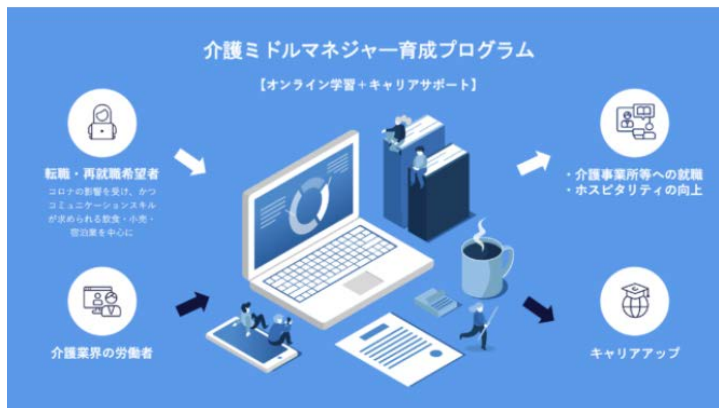 介護ミドルマネジャー育成プログラム
【オンライン学習＋キャリアサポート】
転職・再就職希望者
コロナの影響を受け、かつ
コミュニケーションスキル
が求められる飲食・小売・
宿泊業を中心に
・介護事業所等への就職
・ホスピタリティの向上
介護業界の労働者
キャリアアップ